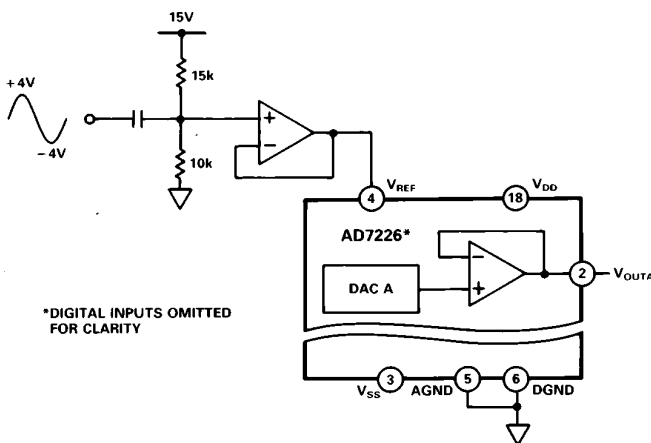 15V
15k
+4V
−4V
+
−
10k
V_REF
V_DD
4
18
AD7226*
−
+
DAC A
2
V_OUTA
*DIGITAL INPUTS OMITTED
FOR CLARITY
V_SS
3
AGND
5
6
DGND